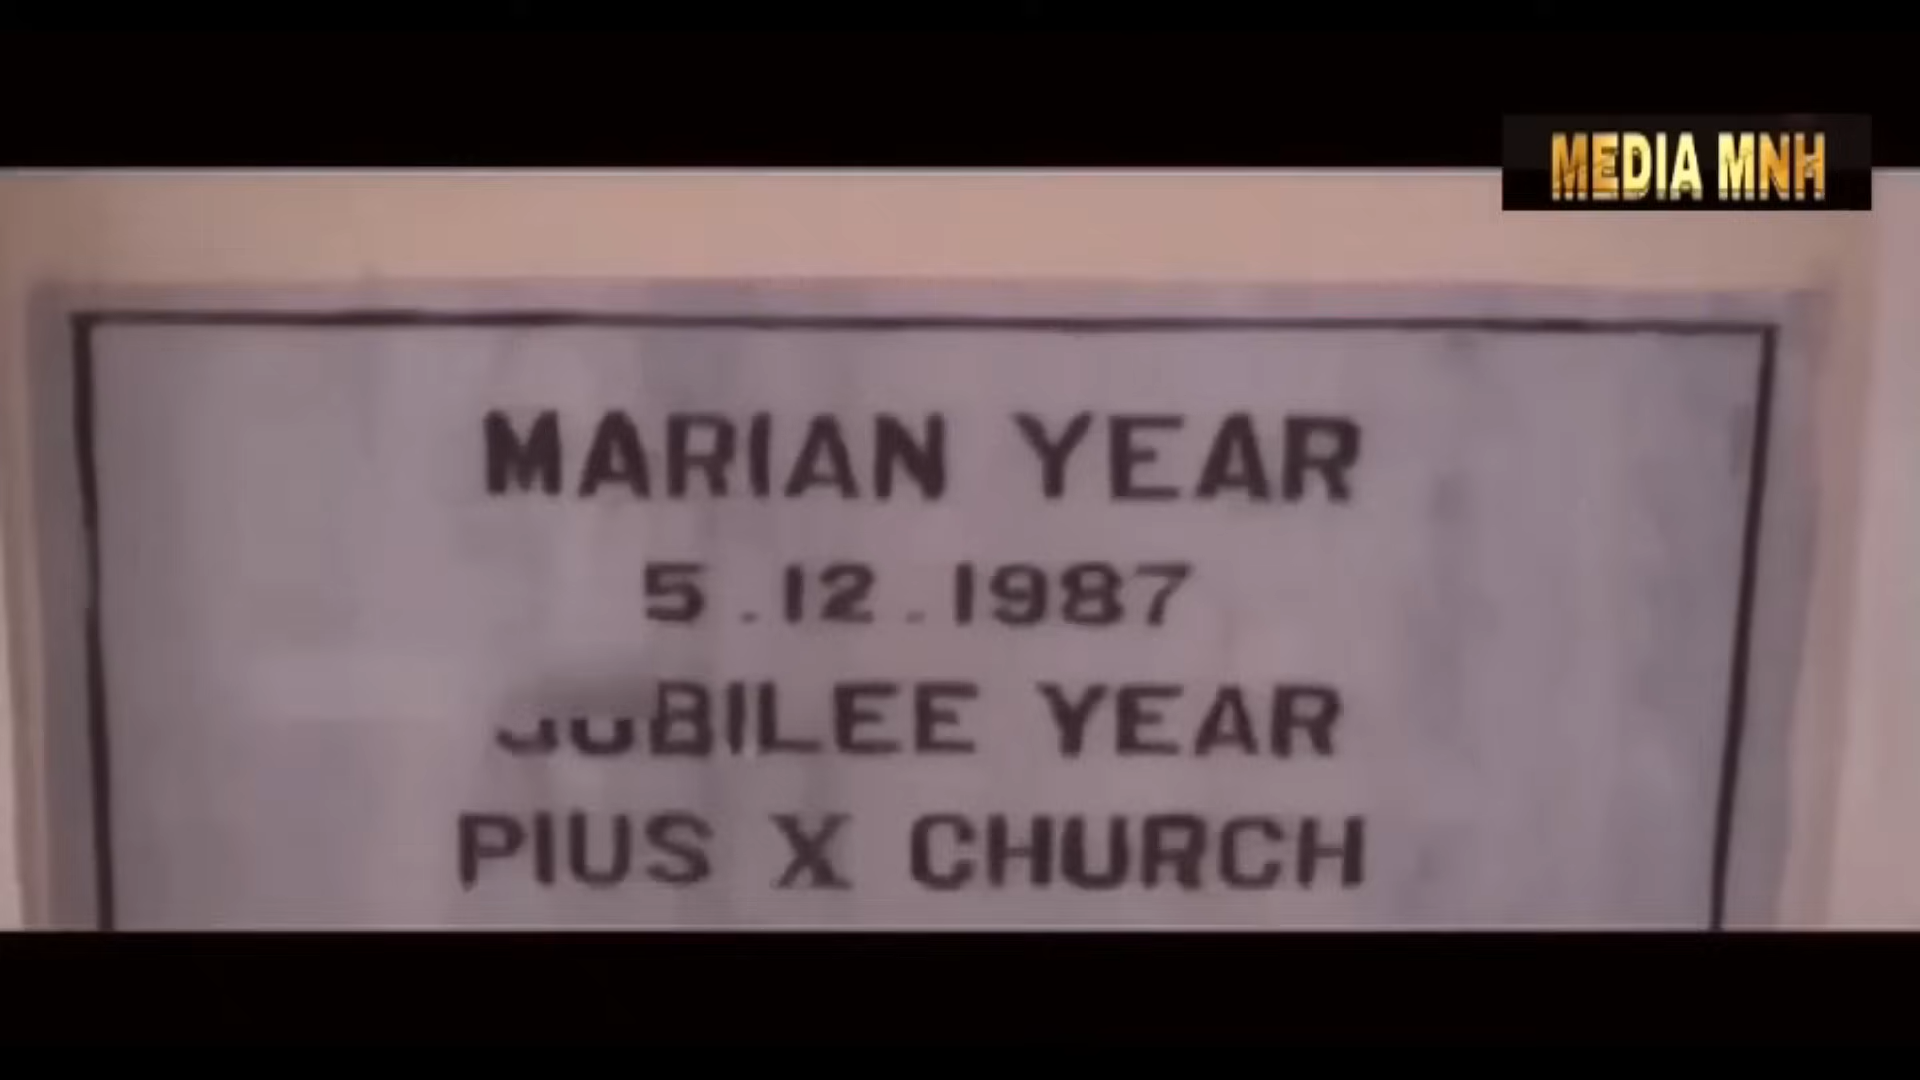 MEDIA MNH
MARIAN YEAR
5.12.1987
JUBILEE YEAR
PIUS X CHURCH